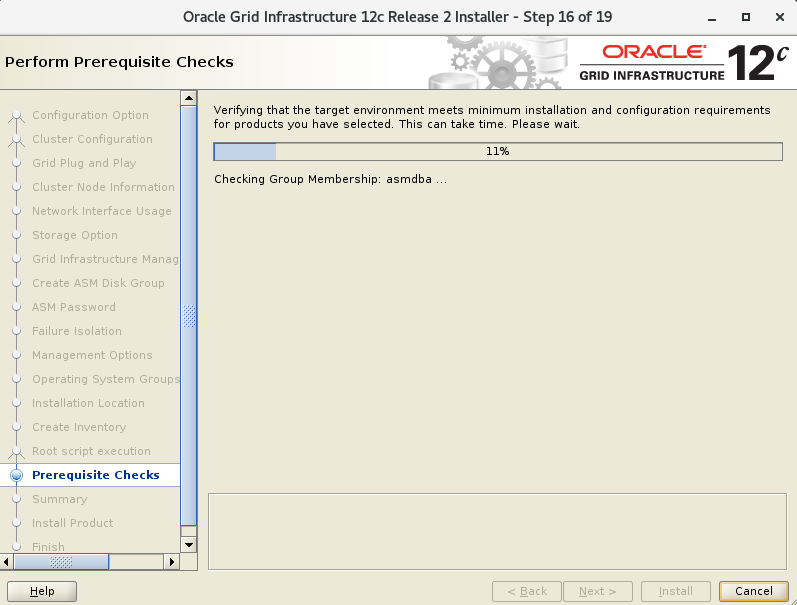 Oracle Grid Infrastructure 12c Release 2 Installer - Step 16 of 19
Perform Prerequisite Checks
ORACLE
GRID INFRASTRUCTURE
12c
Configuration Option
Cluster Configuration
Grid Plug and Play
Cluster Node Information
Network Interface Usage
Storage Option
Grid Infrastructure Manag
Create ASM Disk Group
ASM Password
Failure Isolation
Management Options
Operating System Groups
Installation Location
Create Inventory
Root script execution
Prerequisite Checks
Summary
Install Product
Finish
Verifying that the target environment meets minimum installation and configuration requirements
for products you have selected. This can take time. Please wait.
11%
Checking Group Membership: asmdba ...
Help
< Back
Next >
Install
Cancel